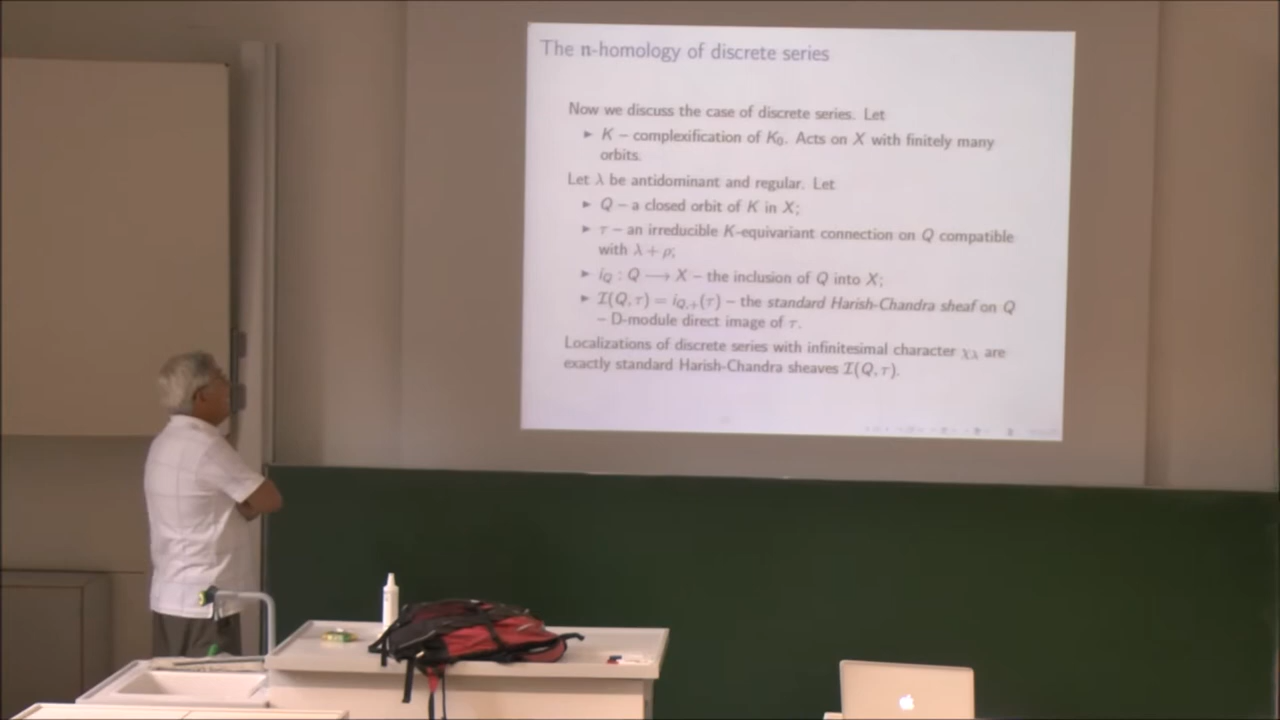 The n-homology of discrete series
Now we discuss the case of discrete series. Let
► K – complexification of K₀. Acts on X with finitely many
orbits.
Let λ be antidominant and regular. Let
► Q – a closed orbit of K in X;
► τ – an irreducible K-equivariant connection on Q compatible
with λ + ρ;
► i_Q : Q ⟶ X – the inclusion of Q into X;
► 𝓘(Q, τ) = i_{Q,+}(τ) – the standard Harish-Chandra sheaf on Q
– D-module direct image of τ.
Localizations of discrete series with infinitesimal character χ_λ are
exactly standard Harish-Chandra sheaves 𝓘(Q, τ).